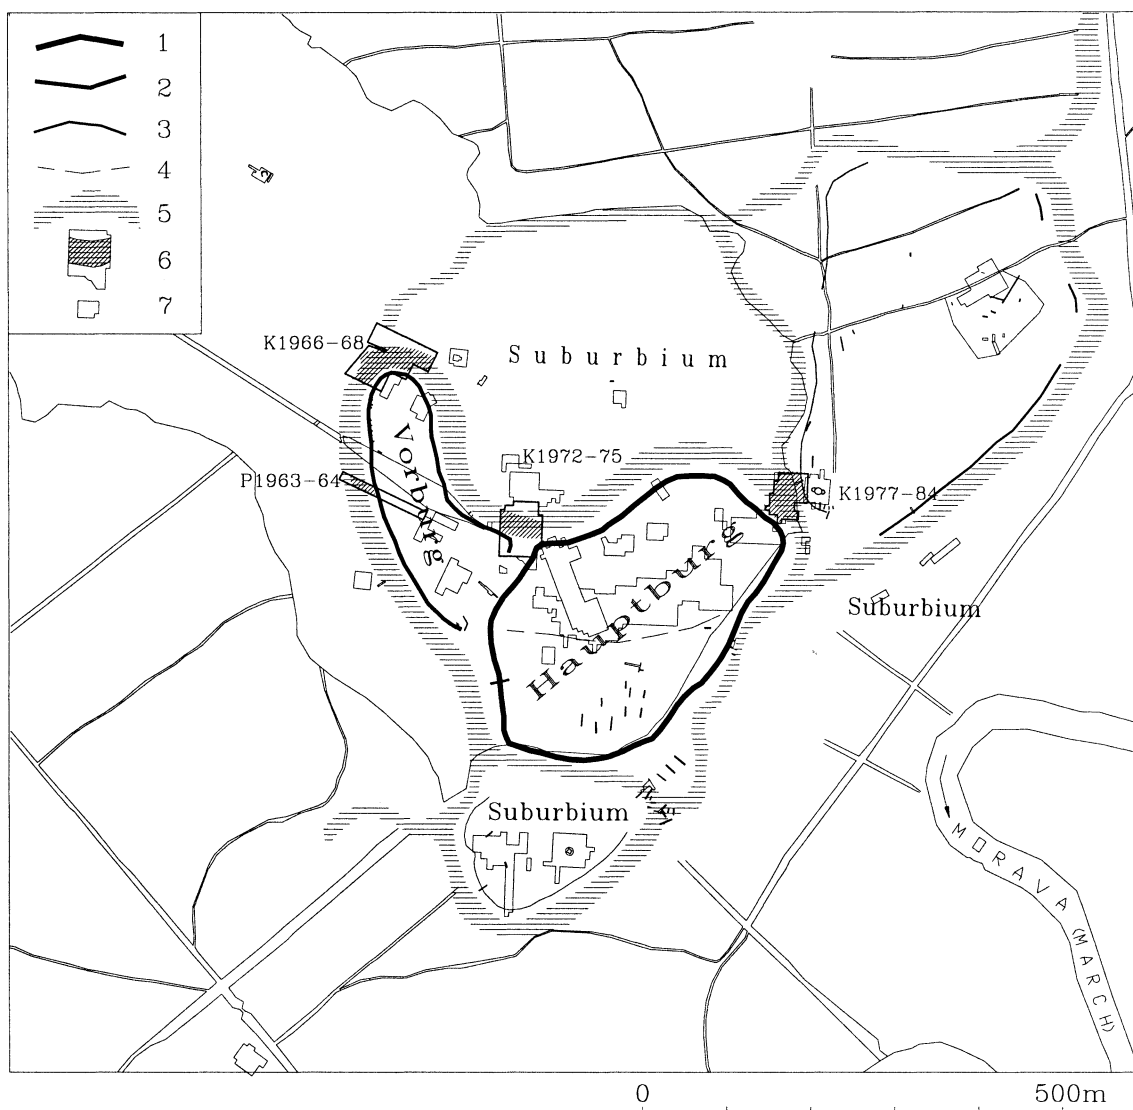 1
2
3
4
5
6
7
K1966-68
Suburbium
Vorburg
K1972-75
P1963-64
K1977-84
Hauptburg
Suburbium
Suburbium
MORAVA (MARCH)
0 500m